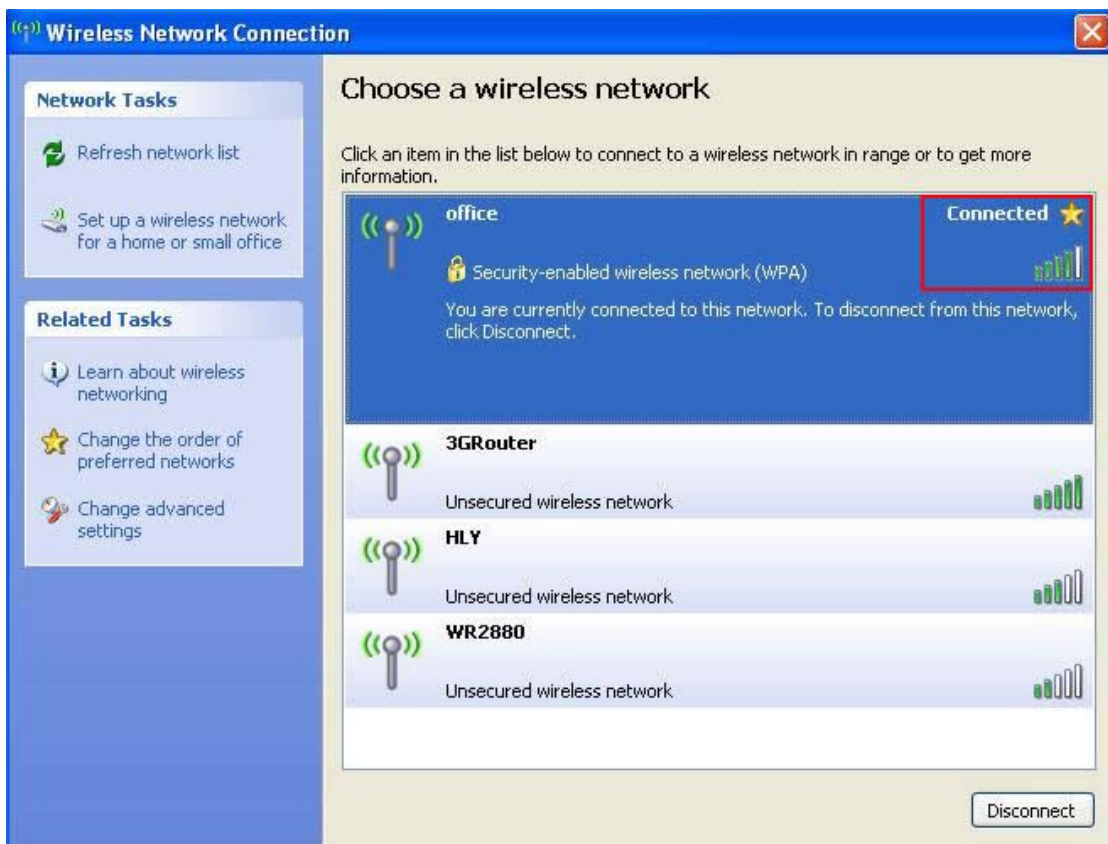 Wireless Network Connection
Network Tasks
Refresh network list
Set up a wireless network
for a home or small office
Related Tasks
Learn about wireless
networking
Change the order of
preferred networks
Change advanced
settings
Choose a wireless network
Click an item in the list below to connect to a wireless network in range or to get more
information.
office
Connected
Security-enabled wireless network (WPA)
You are currently connected to this network. To disconnect from this network,
click Disconnect.
3GRouter
Unsecured wireless network
HLY
Unsecured wireless network
WR2880
Unsecured wireless network
Disconnect